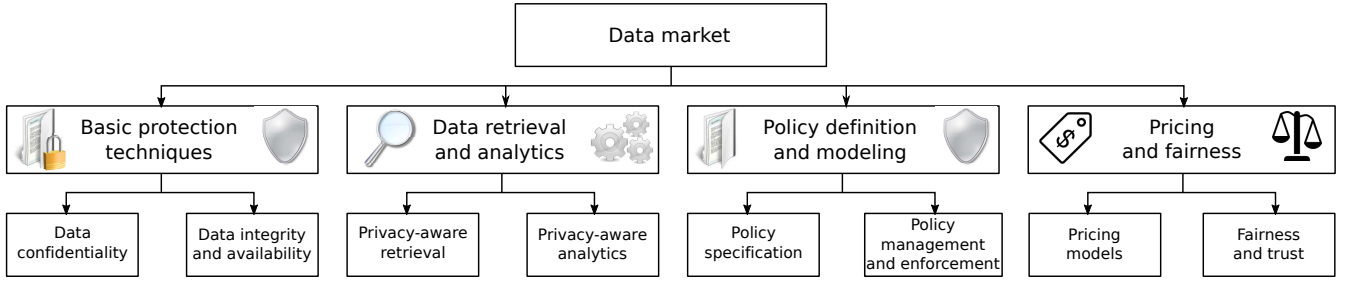 Data market
Basic protection
techniques
Data retrieval
and analytics
Policy definition
and modeling
$
Pricing
and fairness
Data
confidentiality
Data integrity
and availability
Privacy-aware
retrieval
Privacy-aware
analytics
Policy
specification
Policy
management
and enforcement
Pricing
models
Fairness
and trust